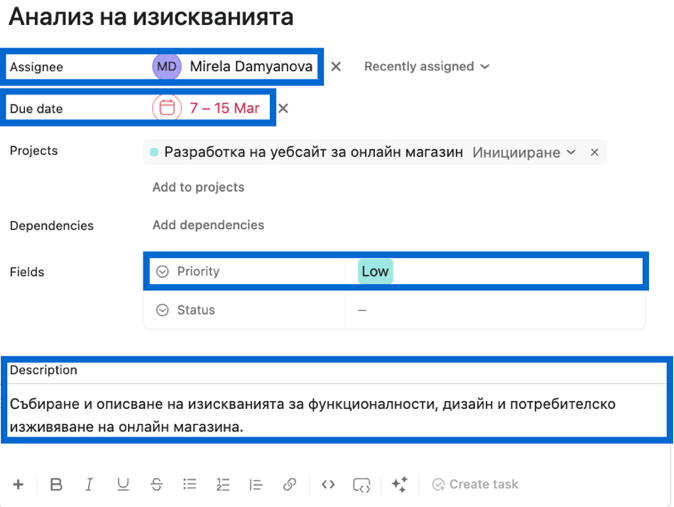 Анализ на изискванията
Assignee MD Mirela Damyanova × Recently assigned
Due date 7 – 15 Mar ×
Projects Разработка на уебсайт за онлайн магазин Иницииране ×
Add to projects
Dependencies Add dependencies
Fields Priority Low
Status —
Description
Събиране и описване на изискванията за функционалности, дизайн и потребителско
изживяване на онлайн магазина.
+ B I U S Create task